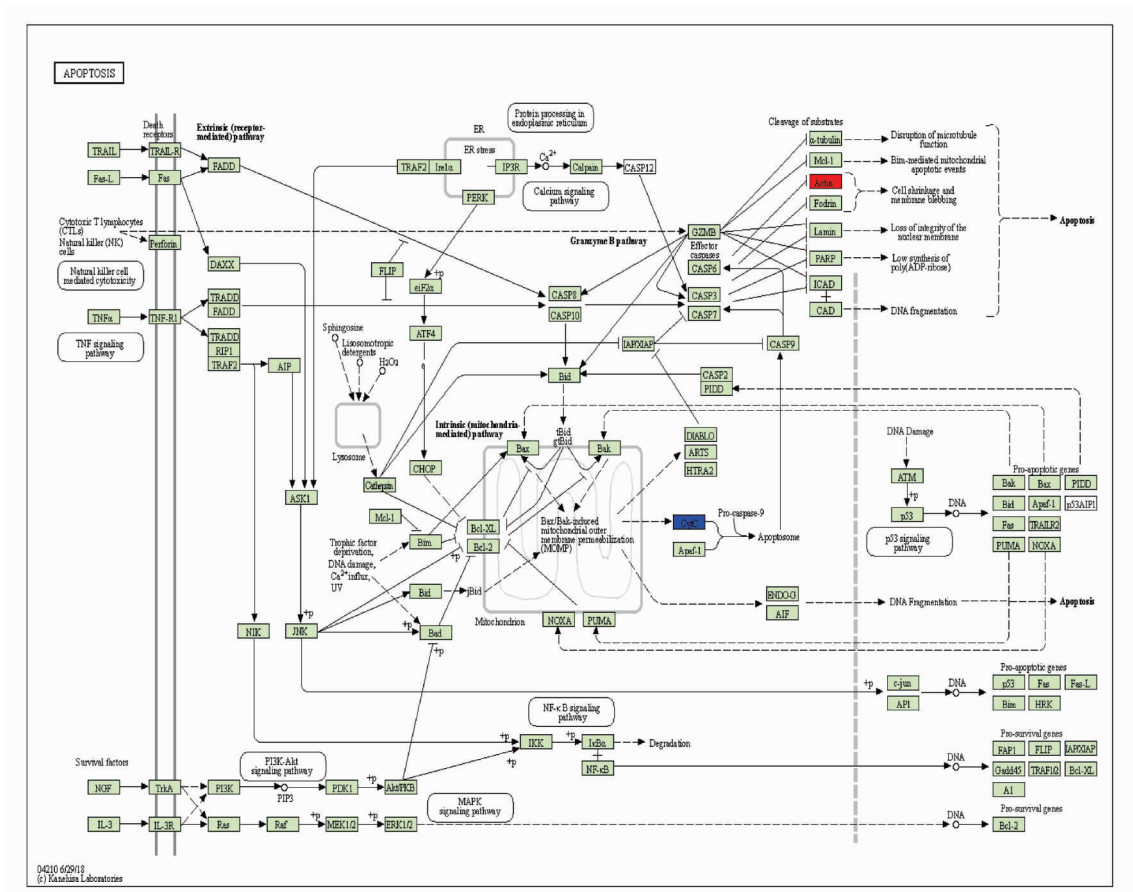 APOPTOSIS
Death
receptors
Extrinsic (receptor-
mediated) pathway
TRAIL
TRAIL-R
FADD
Fas-L
Fas
ER
ER stress
TRAF2
Ire1α
IP3R
PERK
Protein processing in
endoplasmic reticulum
Ca2+
Calpain
CASP12
Calcium signaling
pathway
Cleavage of substrates
α-tubulin
Mcl-1
Actin
Fodrin
Lamin
PARP
ICAD
CAD
Disruption of microtubule
function
Bim-mediated mitochondrial
apoptotic events
Cell shrinkage and
membrane blebbing
Loss of integrity of the
nuclear membrane
Low synthesis of
poly(ADP-ribose)
DNA fragmentation
Apoptosis
Cytotoxic T lymphocytes
(CTLs)
Natural killer (NK)
cells
Perforin
Natural killer cell
mediated cytotoxicity
Granzyme B pathway
GZMB
Effector
caspases
CASP6
CASP3
CASP7
DAXX
FLIP
+p
eiF2α
ATF4
CASP8
CASP10
TNFα
TNF-R1
TRADD
FADD
TRADD
RIP1
TRAF2
AIP
TNF signaling
pathway
Sphingosine
Lisosomotropic
detergents
H2O2
Lysosome
IAP/XIAP
CASP9
Bid
CASP2
PIDD
Intrinsic (mitochondria-
mediated) pathway
tBid
gtBid
Bax
Bak
DIABLO
ARTS
HTRA2
CHOP
Cathepsin
ASK1
Mcl-1
Bim
Bcl-XL
Bcl-2
+p
Trophic factor
deprivation,
DNA damage,
Ca2+ influx,
UV
Bax/Bak-induced
mitochondrial outer
membrane permeabilization
(MOMP)
CytC
Pro-caspase-9
Apaf-1
Apoptosome
DNA Damage
ATM
+p
p53
DNA
p53 signaling
pathway
Pro-apoptotic genes
Bak
Bax
PIDD
Bid
Apaf-1
p53AIP1
Fas
TRAILR2
PUMA
NOXA
Bid
jBid
ENDO-G
AIF
DNA Fragmentation
Apoptosis
NIK
+p
JNK
+p
Bad
+p
Mitochondrion
NOXA
PUMA
+p
c-jun
AP1
DNA
Pro-apoptotic genes
p53
Fas
Fas-L
Bim
HRK
NF-κB signaling
pathway
+p
IKK
+p
+p
IκBα
Degradation
NF-κB
DNA
Pro-survival genes
FAP1
FLIP
IAP/XIAP
Gadd45
TRAF1/2
Bcl-XL
A1
Survival factors
PI3K-Akt
signaling pathway
NGF
TrkA
PI3K
PIP3
PDK1
+p
Akt/PKB
MAPK
signaling pathway
IL-3
IL-3R
Ras
Raf
+p
MEK1/2
+p
ERK1/2
DNA
Pro-survival genes
Bcl-2
04210 6/29/18
(c) Kanehisa Laboratories